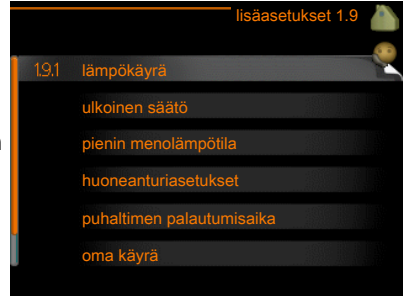 lisäasetukset 1.9
1.9.1 lämpökäyrä
ulkoinen säätö
pienin menolämpötila
huoneanturiasetukset
puhaltimen palautumisaika
oma käyrä